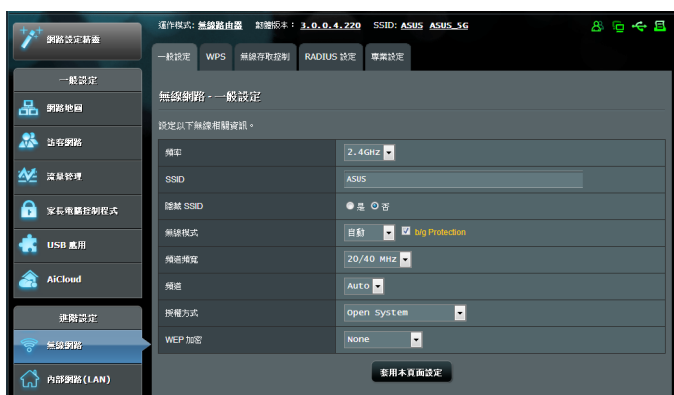 運作模式: 無線路由器 韌體版本: 3.0.0.4.220 SSID: ASUS ASUS_5G
網路設定精靈
一般設定 WPS 無線存取控制 RADIUS 設定 專業設定
一般設定
網路地圖
訪客網路
流量管理
家長電腦控制程式
USB 應用
AiCloud
進階設定
無線網路
內部網路(LAN)
無線網路 - 一般設定
設定以下無線相關資訊。
頻率 2.4GHz
SSID ASUS
隱藏 SSID 是 否
無線模式 自動 b/g Protection
頻道頻寬 20/40 MHz
頻道 Auto
授權方式 Open System
WEP 加密 None
套用本頁面設定